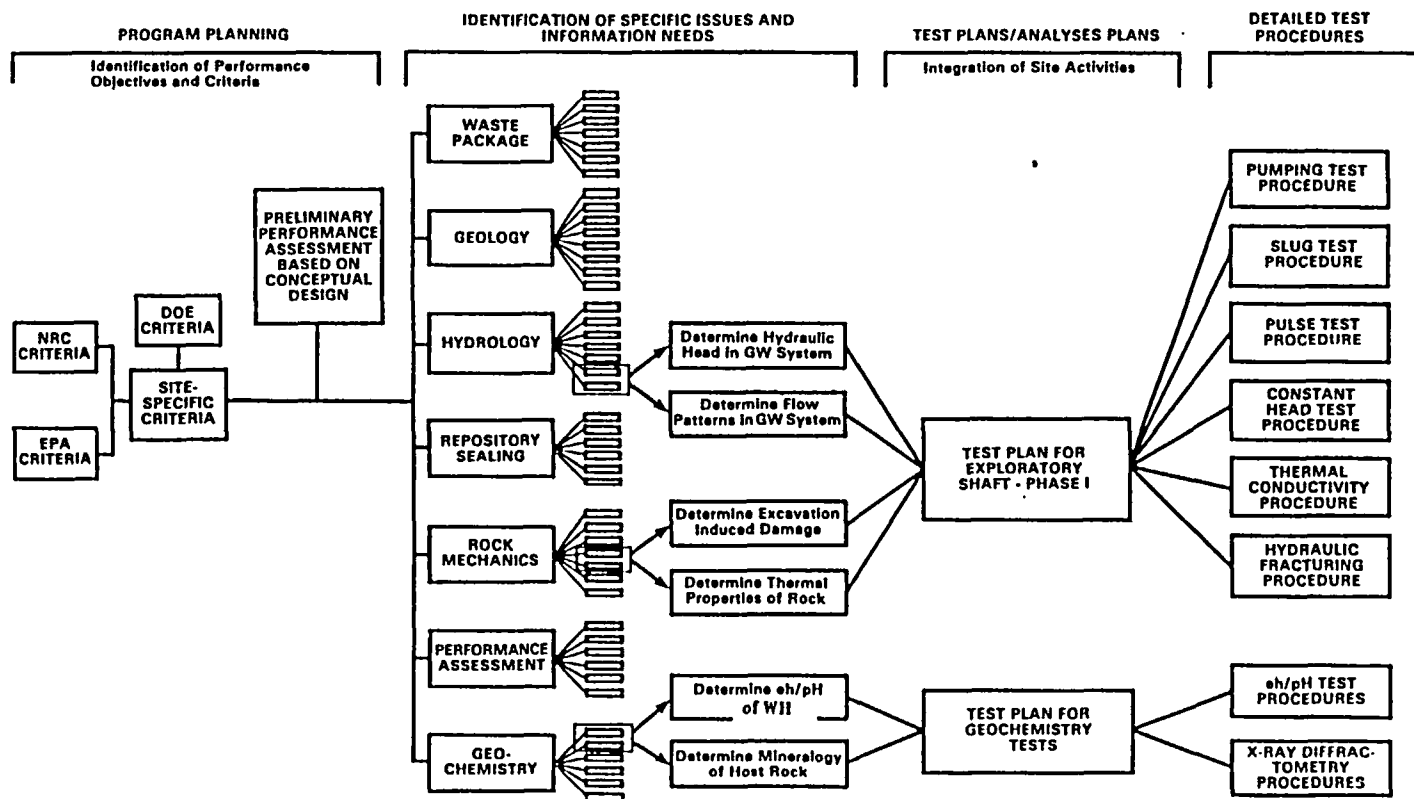 PROGRAM PLANNING
Identification of Performance
Objectives and Criteria
IDENTIFICATION OF SPECIFIC ISSUES AND
INFORMATION NEEDS
TEST PLANS/ANALYSES PLANS
Integration of Site Activities
DETAILED TEST
PROCEDURES
NRC
CRITERIA
EPA
CRITERIA
DOE
CRITERIA
SITE-
SPECIFIC
CRITERIA
PRELIMINARY
PERFORMANCE
ASSESSMENT
BASED ON
CONCEPTUAL
DESIGN
WASTE
PACKAGE
GEOLOGY
HYDROLOGY
REPOSITORY
SEALING
ROCK
MECHANICS
PERFORMANCE
ASSESSMENT
GEO-
CHEMISTRY
Determine Hydraulic
Head in GW System
Determine Flow
Patterns in GW System
Determine Excavation
Induced Damage
Determine Thermal
Properties of Rock
Determine eh/pH
of WH
Determine Mineralogy
of Host Rock
TEST PLAN FOR
EXPLORATORY
SHAFT - PHASE I
TEST PLAN FOR
GEOCHEMISTRY
TESTS
PUMPING TEST
PROCEDURE
SLUG TEST
PROCEDURE
PULSE TEST
PROCEDURE
CONSTANT
HEAD TEST
PROCEDURE
THERMAL
CONDUCTIVITY
PROCEDURE
HYDRAULIC
FRACTURING
PROCEDURE
eh/pH TEST
PROCEDURES
X-RAY DIFFRAC-
TOMETRY
PROCEDURES